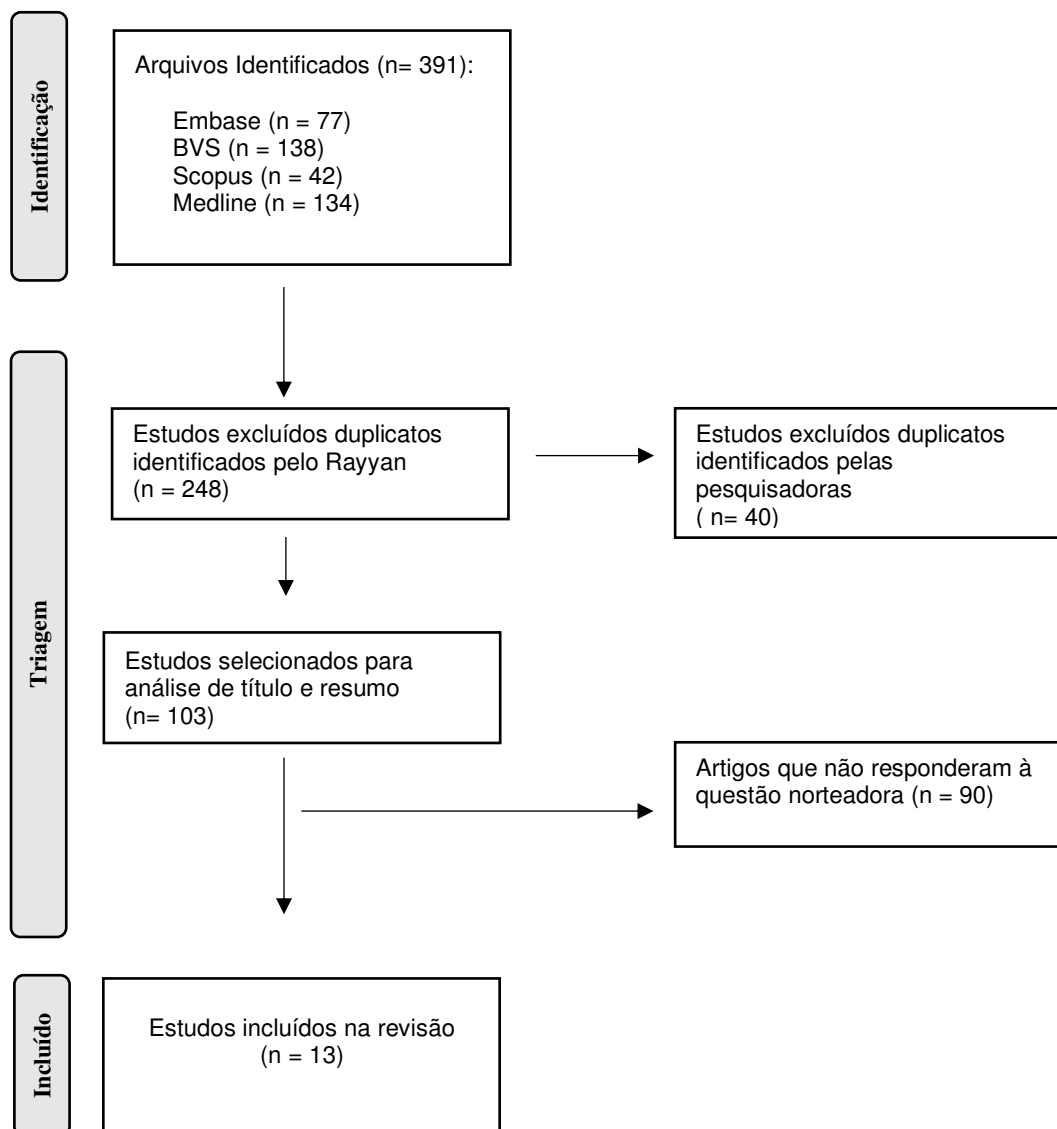 Identificação
Arquivos Identificados (n= 391):
Embase (n = 77)
BVS (n = 138)
Scopus (n = 42)
Medline (n = 134)
Triagem
Estudos excluídos duplicatos
identificados pelo Rayyan
(n = 248)
Estudos excluídos duplicatos
identificados pelas
pesquisadoras
( n= 40)
Estudos selecionados para
análise de título e resumo
(n= 103)
Artigos que não responderam à
questão norteadora (n = 90)
Incluído
Estudos incluídos na revisão
(n = 13)